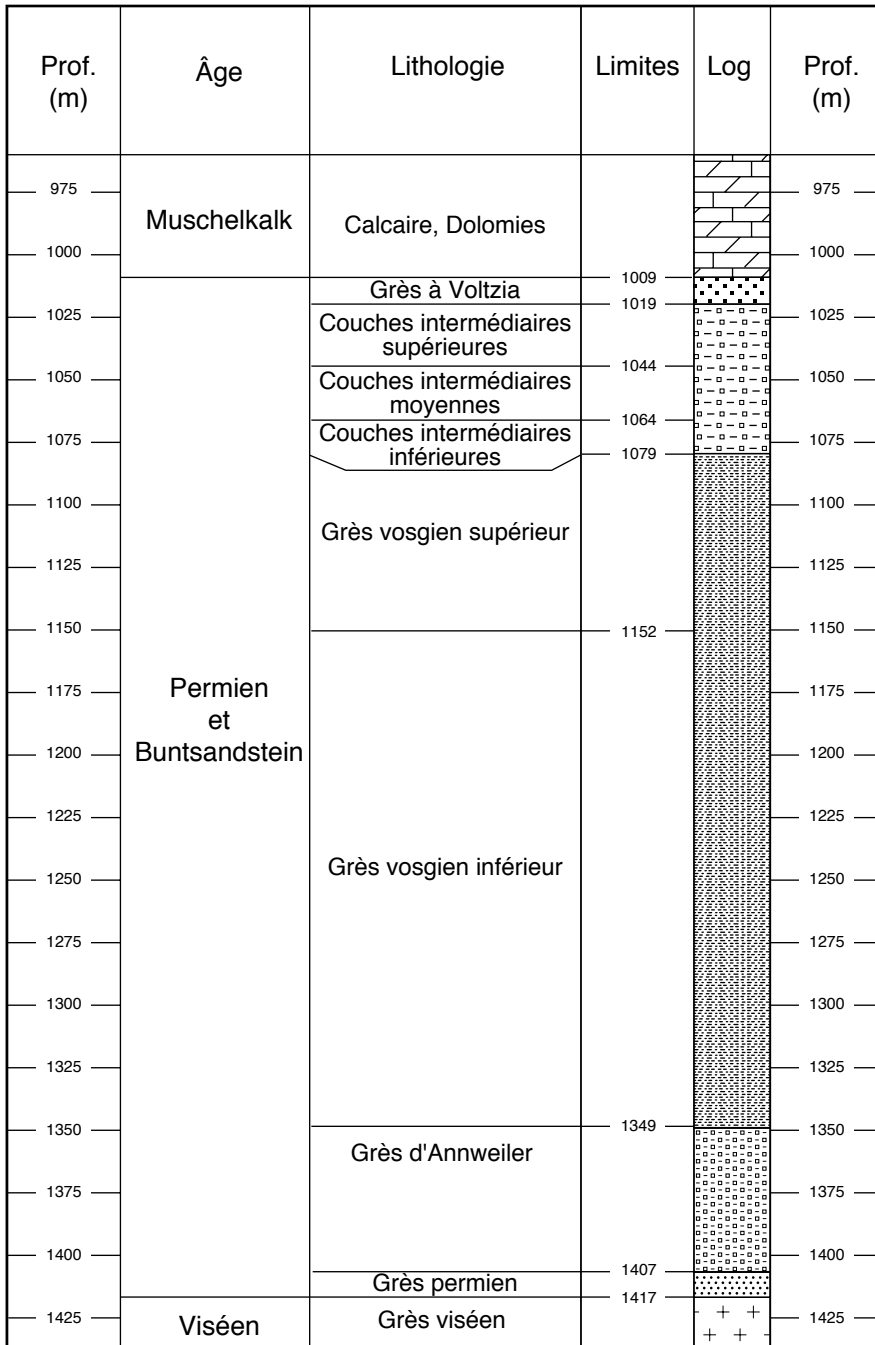 Prof. (m)
Âge
Lithologie
Limites
Log
Prof. (m)
975
975
Muschelkalk
Calcaire, Dolomies
1000
1000
1009
Grès à Voltzia
1019
1025
Couches intermédiaires
supérieures
1025
1044
1050
Couches intermédiaires
moyennes
1050
1064
1075
Couches intermédiaires
inférieures
1075
1079
1100
1100
Grès vosgien supérieur
1125
1125
1150
1152
1150
1175
Permien
et
Buntsandstein
1175
1200
1200
1225
1225
Grès vosgien inférieur
1250
1250
1275
1275
1300
1300
1325
1325
1349
1350
1350
Grès d'Annweiler
1375
1375
1400
1400
1407
Grès permien
1417
1425
Viséen
Grès viséen
1425